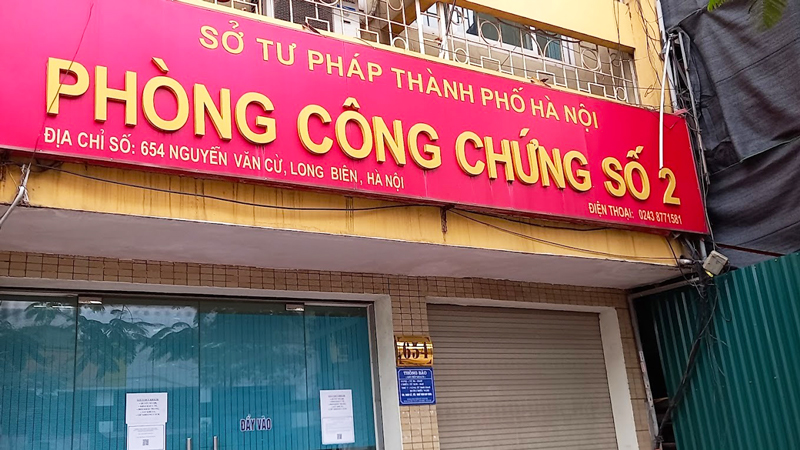 SỞ TƯ PHÁP THÀNH PHỐ HÀ NỘI
PHÒNG CÔNG CHỨNG SỐ 2
ĐỊA CHỈ SỐ: 654 NGUYỄN VĂN CỪ, LONG BIÊN, HÀ NỘI
ĐIỆN THOẠI: 0243 8771581
654
THÔNG BÁO
ĐẨY VÀO